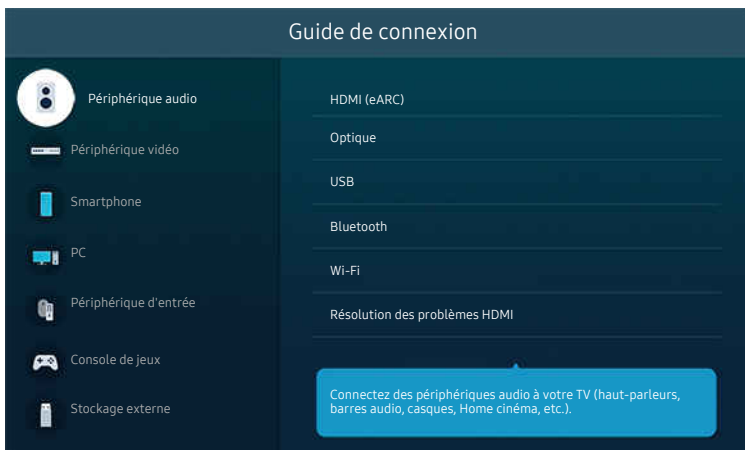 Guide de connexion
Périphérique audio
Périphérique vidéo
Smartphone
PC
Périphérique d'entrée
Console de jeux
Stockage externe
HDMI (eARC)
Optique
USB
Bluetooth
Wi-Fi
Résolution des problèmes HDMI
Connectez des périphériques audio à votre TV (haut-parleurs,
barres audio, casques, Home cinéma, etc.).